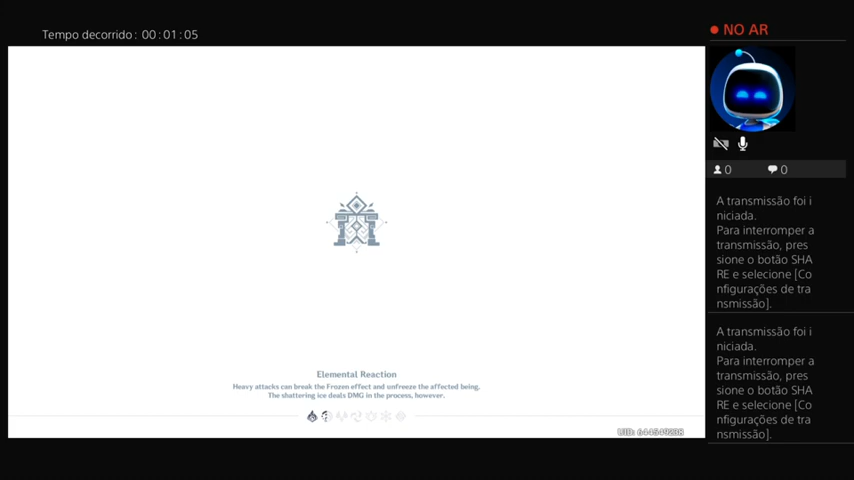 Tempo decorrido: 00:01:05
NO AR
0
0
A transmissão foi i
niciada.
Para interromper a
transmissão, pres
sione o botão SHA
RE e selecione [Co
nfigurações de tra
nsmissão].
A transmissão foi i
niciada.
Para interromper a
transmissão, pres
sione o botão SHA
RE e selecione [Co
nfigurações de tra
nsmissão].
Elemental Reaction
Heavy attacks can break the Frozen effect and unfreeze the affected being.
The shattering ice deals DMG in the process, however.